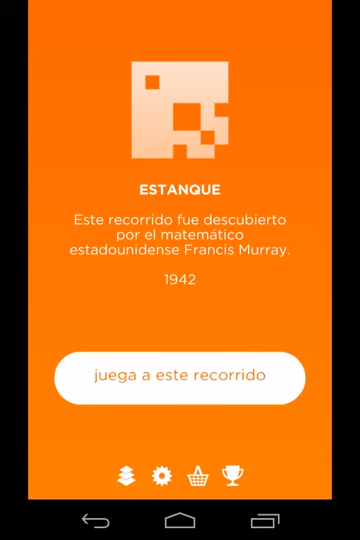 ESTANQUE
Este recorrido fue descubierto
por el matemático
estadounidense Francis Murray.
1942
juega a este recorrido